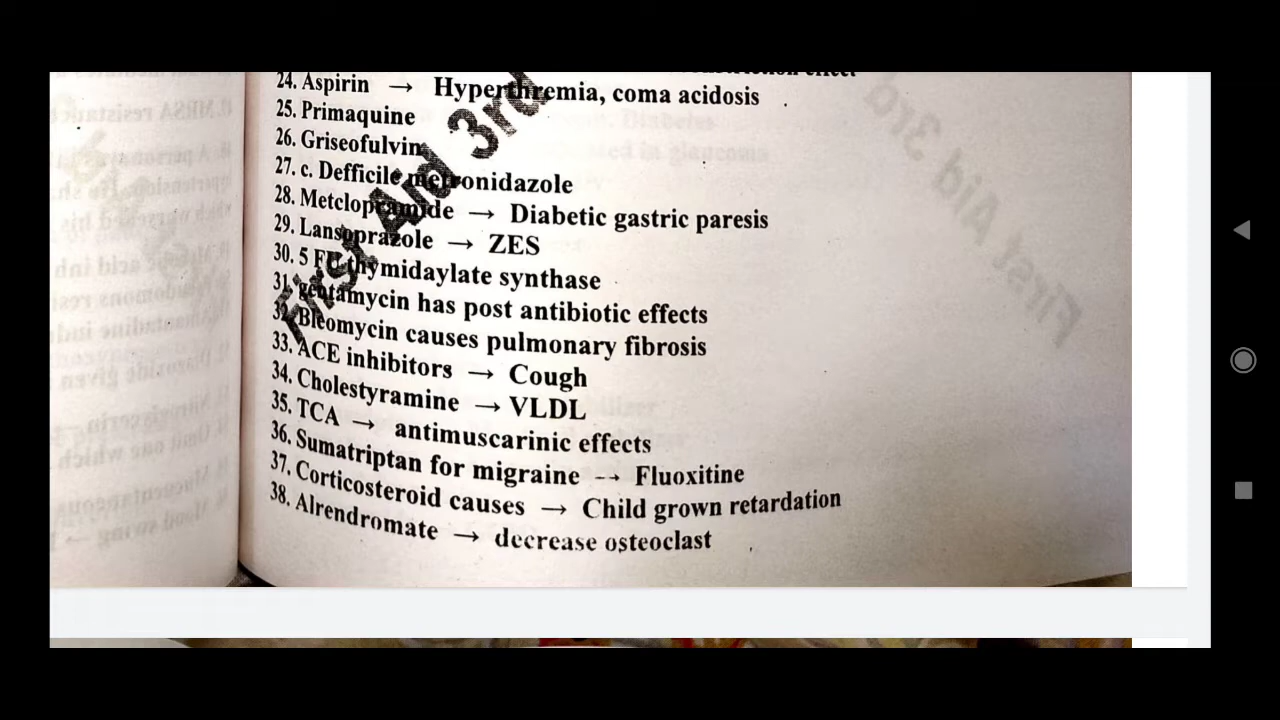 24. Aspirin → Hyperthremia, coma acidosis
25. Primaquine
26. Griseofulvin
27. c. Defficile metronidazole
28. Metclopramide → Diabetic gastric paresis
29. Lansoprazole → ZES
30. 5 FU thymidaylate synthase
31. gentamycin has post antibiotic effects
32. Bleomycin causes pulmonary fibrosis
33. ACE inhibitors → Cough
34. Cholestyramine → VLDL
35. TCA → antimuscarinic effects
36. Sumatriptan for migraine --→ Fluoxitine
37. Corticosteroid causes → Child grown retardation
38. Alrendromate → decrease osteoclast
First Aid 3rd